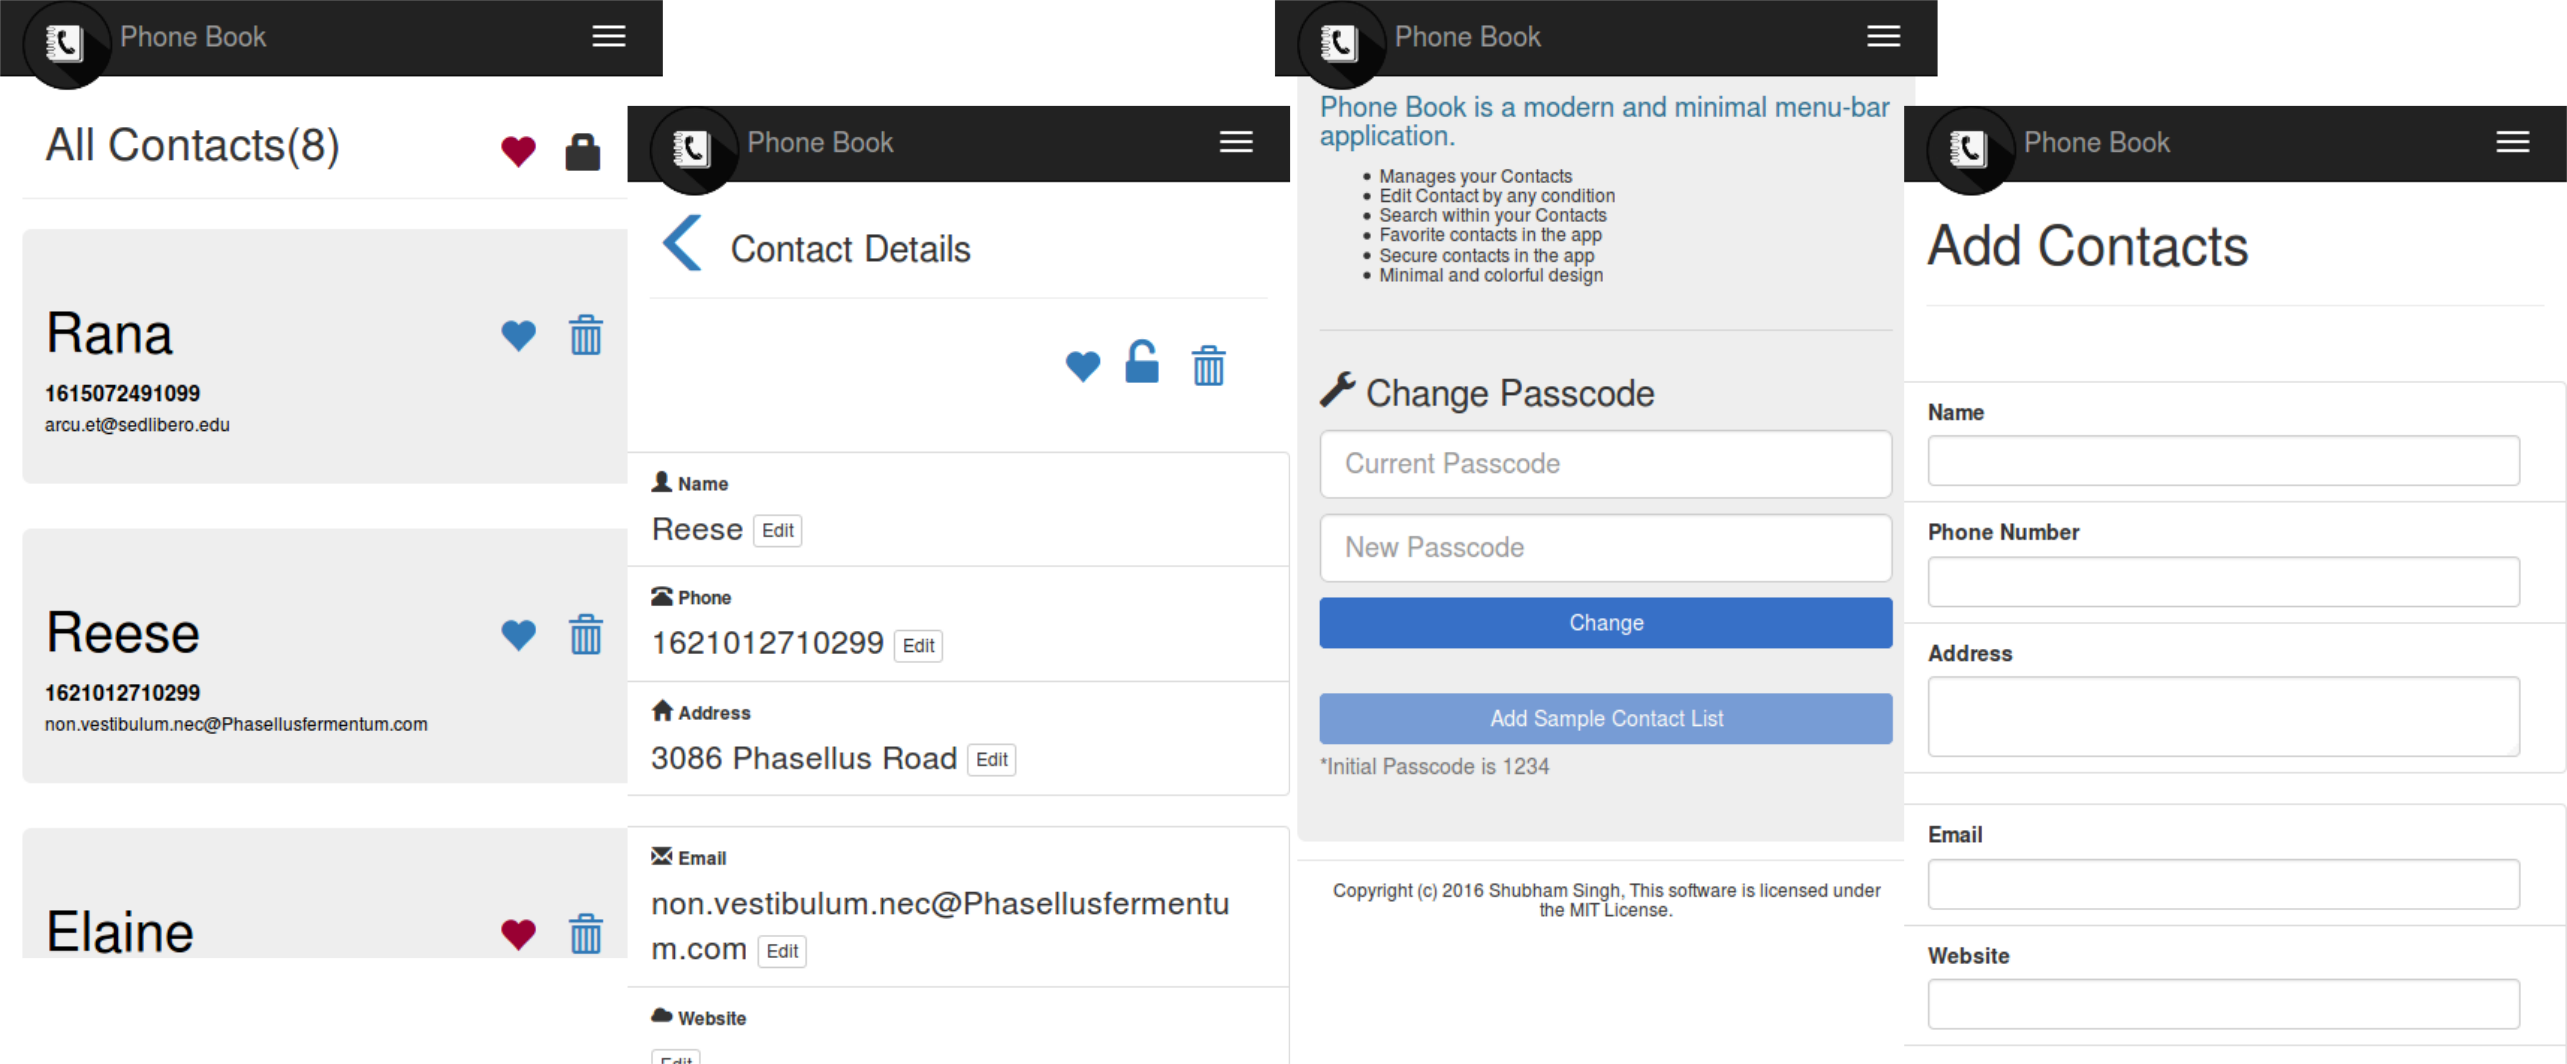 Phone Book
All Contacts(8)
Rana
1615072491099
arcu.et@sedlibero.edu
Reese
1621012710299
non.vestibulum.nec@Phasellusfermentum.com
Elaine
Phone Book
Contact Details
Name
Reese Edit
Phone
1621012710299 Edit
Address
3086 Phasellus Road Edit
Email
non.vestibulum.nec@Phasellusfermentu
m.com Edit
Website
Edit
Phone Book
Phone Book is a modern and minimal menu-bar
application.
• Manages your Contacts
• Edit Contact by any condition
• Search within your Contacts
• Favorite contacts in the app
• Secure contacts in the app
• Minimal and colorful design
Change Passcode
Current Passcode
New Passcode
Change
Add Sample Contact List
*Initial Passcode is 1234
Copyright (c) 2016 Shubham Singh, This software is licensed under
the MIT License.
Phone Book
Add Contacts
Name
Phone Number
Address
Email
Website